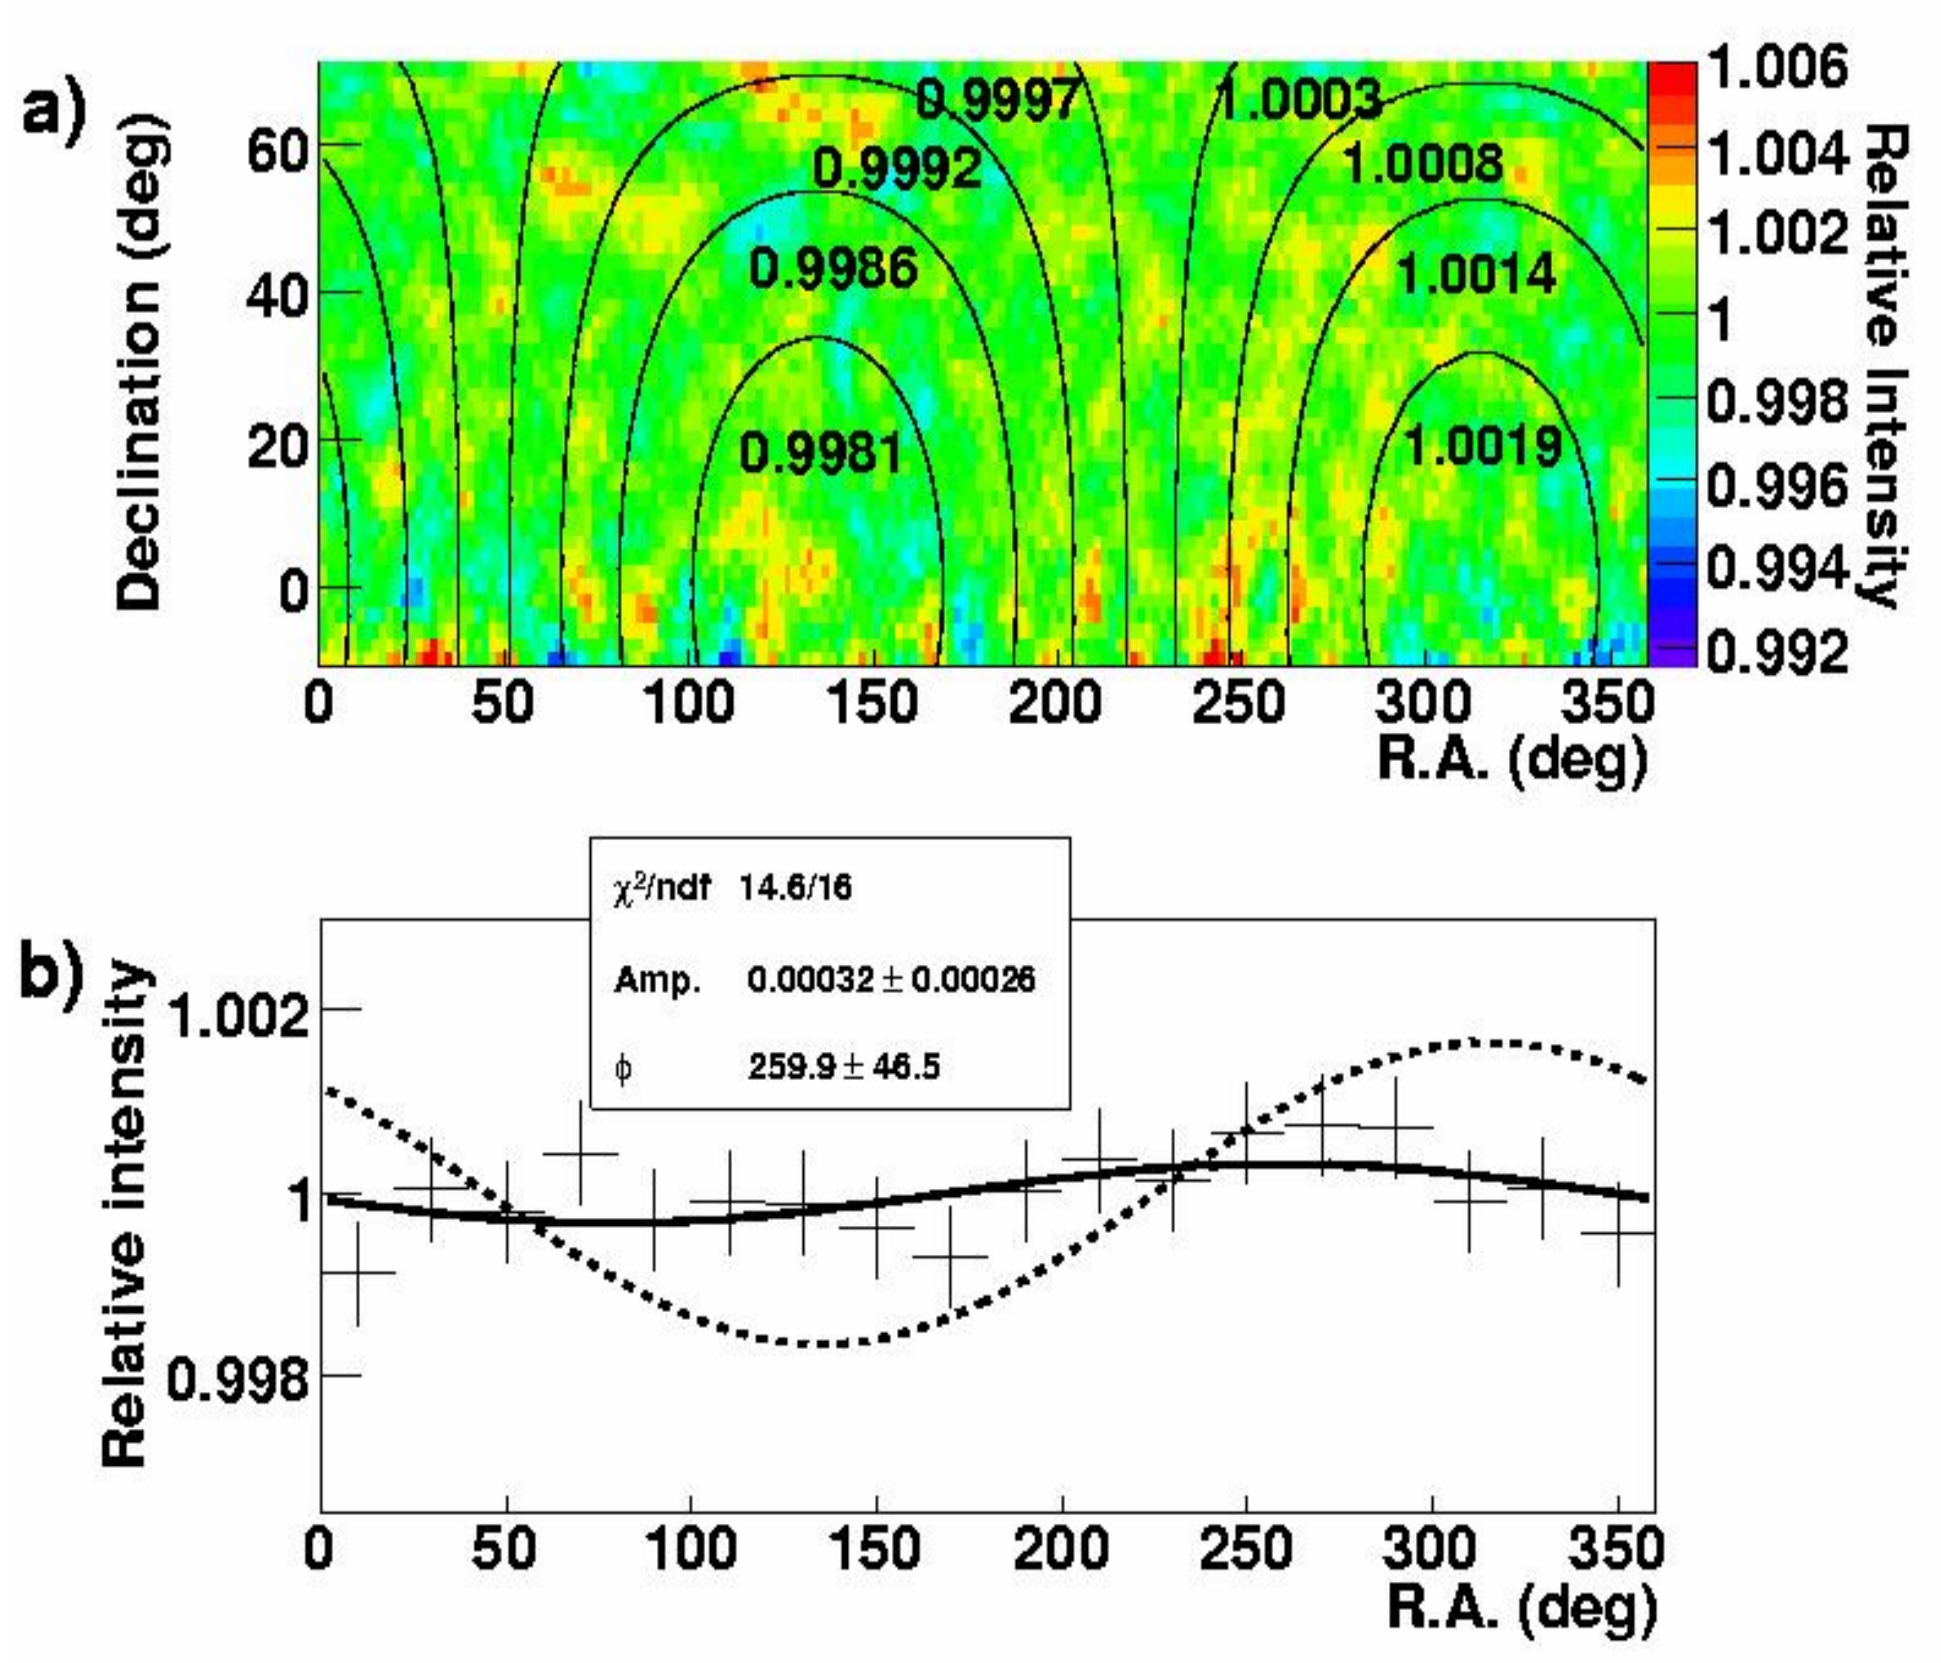 a)
Declination (deg)
60
40
20
0
0.9997
1.0003
0.9992
1.0008
0.9986
1.0014
0.9981
1.0019
1.006
1.004
1.002
1
0.998
0.996
0.994
0.992
Relative Intensity
0 50 100 150 200 250 300 350
R.A. (deg)
b)
Relative intensity
1.002
1
0.998
χ²/ndf 14.6/16
Amp. 0.00032 ± 0.00026
ϕ 259.9 ± 46.5
0 50 100 150 200 250 300 350
R.A. (deg)